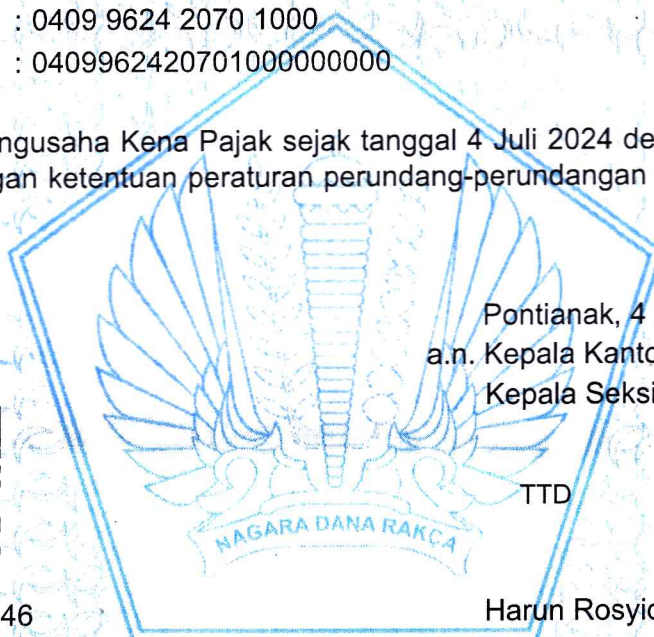 : 0409 9624 2070 1000
: 0409962420701000000000
ngusaha Kena Pajak sejak tanggal 4 Juli 2024 de
gan ketentuan peraturan perundang-perundangan
Pontianak, 4
a.n. Kepala Kanto
Kepala Seksi
TTD
NAGARA DANA RAKÇA
46
Harun Rosyid